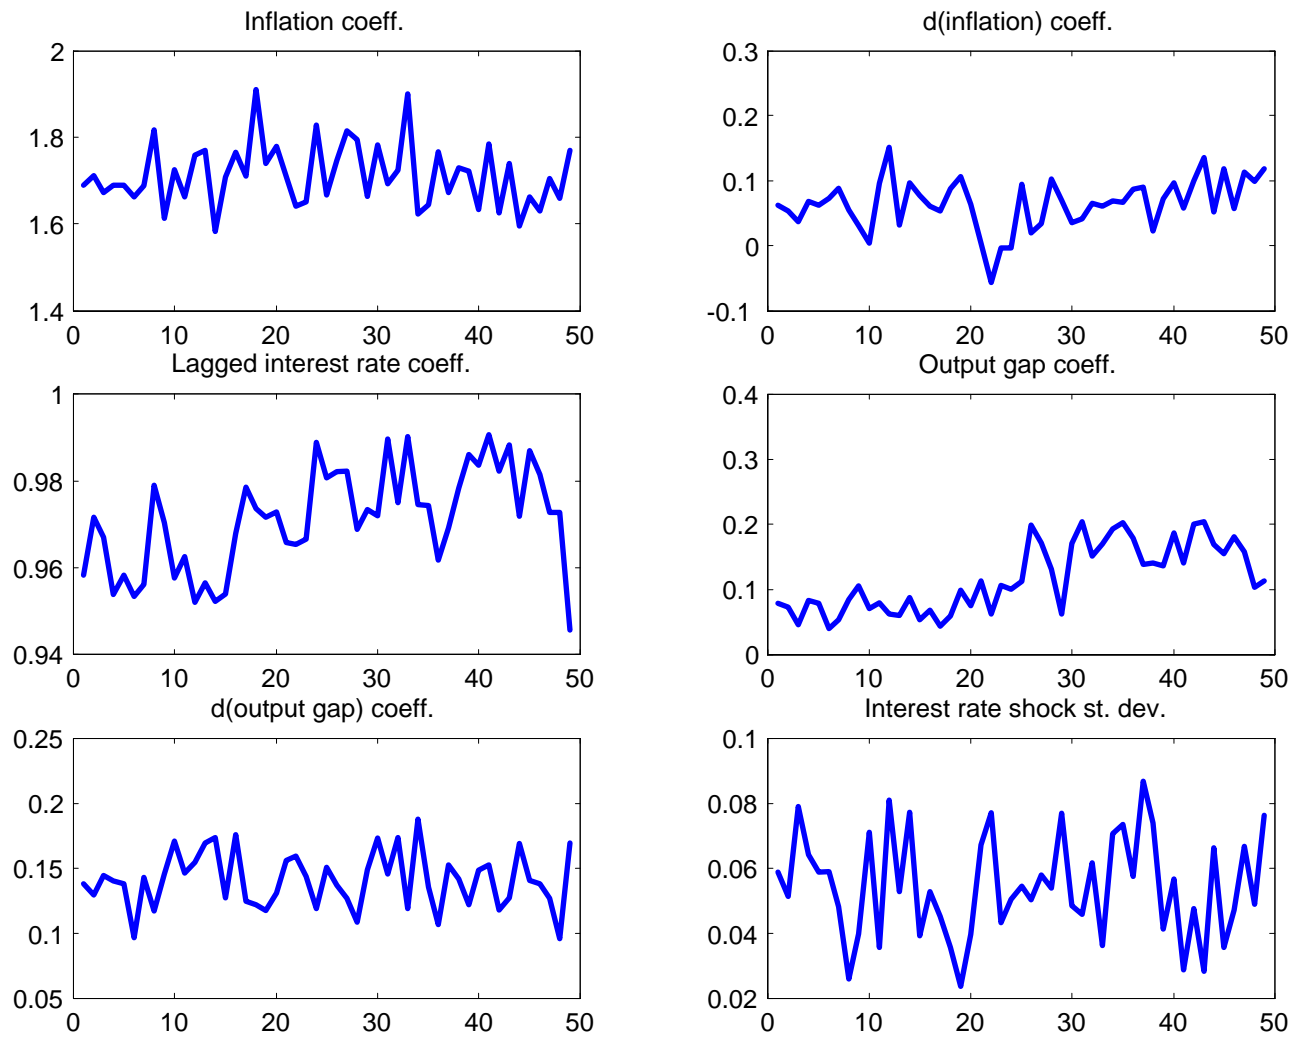 Inflation coeff.
2
1.8
1.6
1.4
0 10 20 30 40 50
d(inflation) coeff.
0.3
0.2
0.1
0
-0.1
0 10 20 30 40 50
Lagged interest rate coeff.
1
0.98
0.96
0.94
0 10 20 30 40 50
Output gap coeff.
0.4
0.3
0.2
0.1
0
0 10 20 30 40 50
d(output gap) coeff.
0.25
0.2
0.15
0.1
0.05
0 10 20 30 40 50
Interest rate shock st. dev.
0.1
0.08
0.06
0.04
0.02
0 10 20 30 40 50